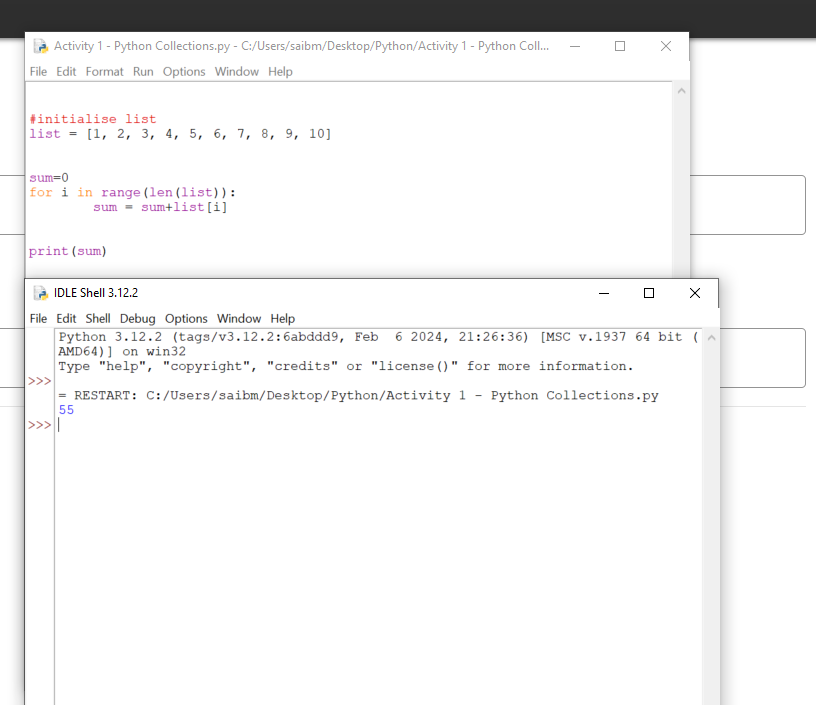 Activity 1 - Python Collections.py - C:/Users/saibm/Desktop/Python/Activity 1 - Python Coll...
File Edit Format Run Options Window Help
#initialise list
list = [1, 2, 3, 4, 5, 6, 7, 8, 9, 10]
sum=0
for i in range(len(list)):
        sum = sum+list[i]
print(sum)
IDLE Shell 3.12.2
File Edit Shell Debug Options Window Help
Python 3.12.2 (tags/v3.12.2:6abddd9, Feb  6 2024, 21:26:36) [MSC v.1937 64 bit (
AMD64)] on win32
Type "help", "copyright", "credits" or "license()" for more information.
>>>
= RESTART: C:/Users/saibm/Desktop/Python/Activity 1 - Python Collections.py
55
>>>